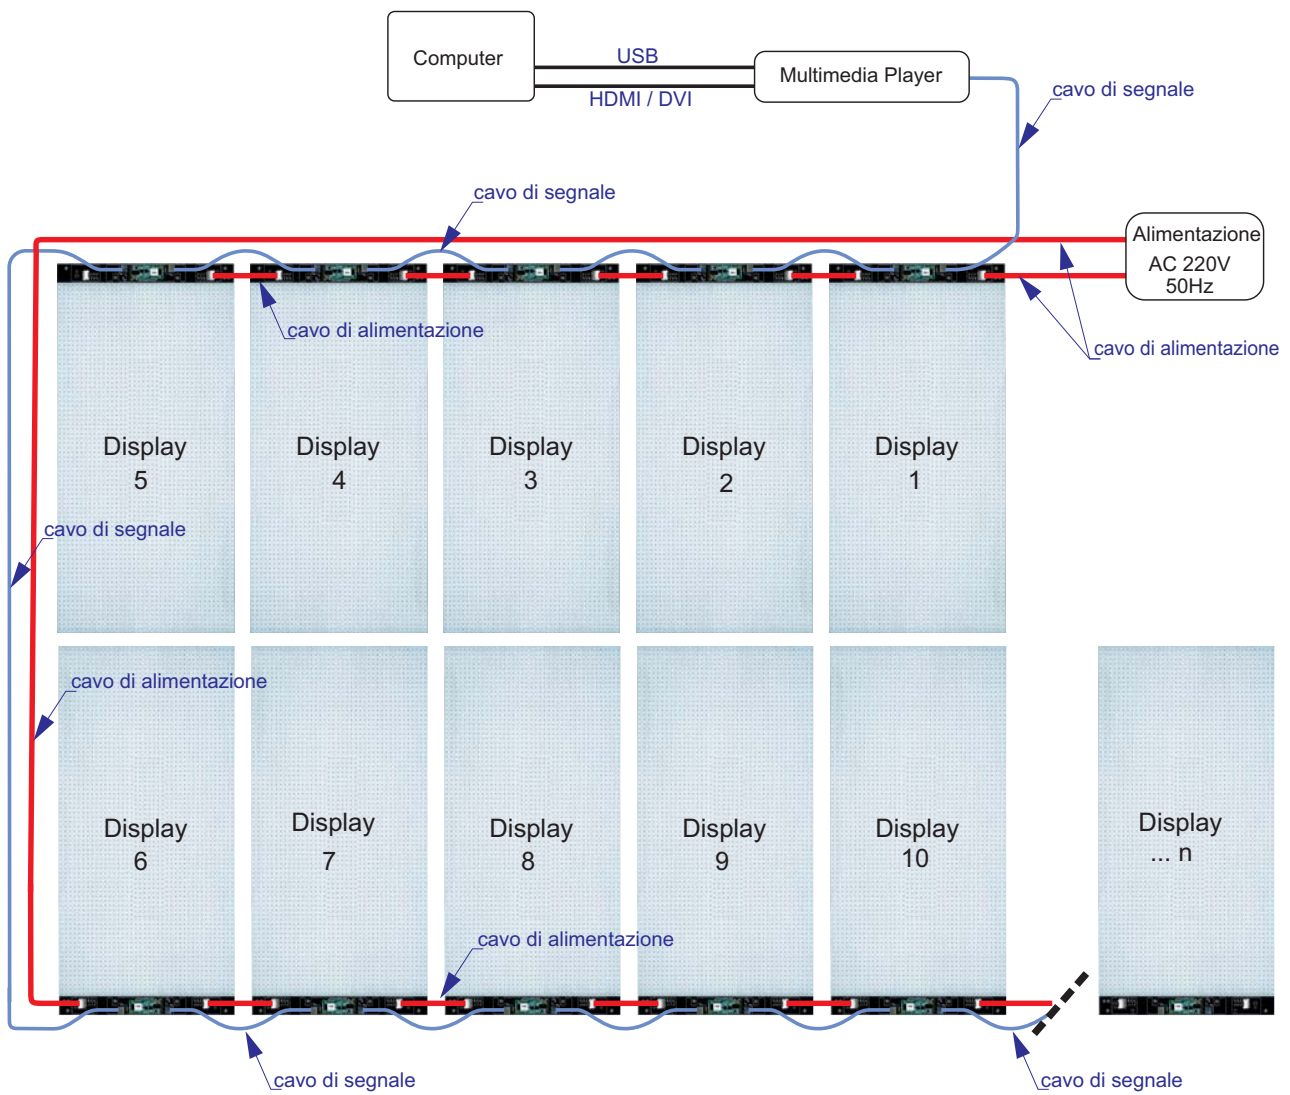 Computer
USB
HDMI / DVI
Multimedia Player
cavo di segnale
cavo di segnale
Alimentazione
AC 220V
50Hz
cavo di alimentazione
cavo di alimentazione
Display
5
Display
4
Display
3
Display
2
Display
1
cavo di segnale
cavo di alimentazione
Display
6
Display
7
Display
8
Display
9
Display
10
Display
... n
cavo di alimentazione
cavo di segnale
cavo di segnale